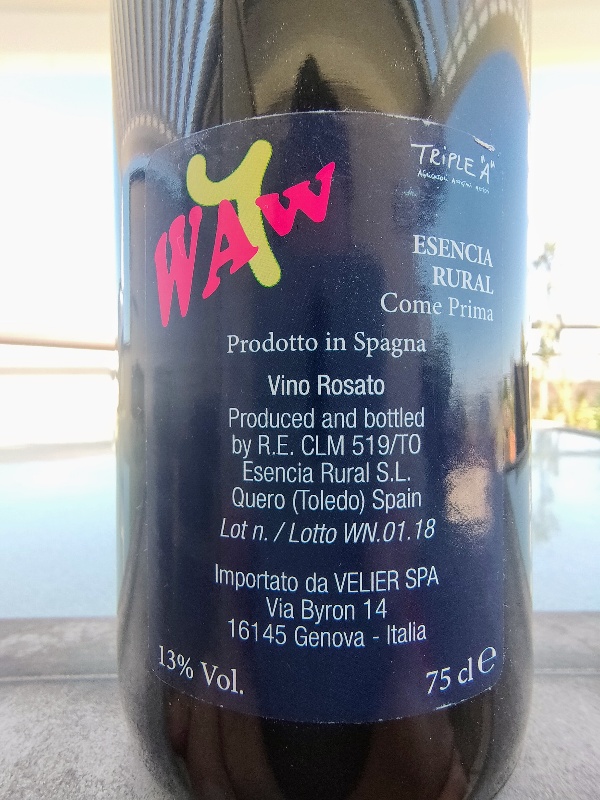 WAW
TRiPLE "A"
ESENCIA
RURAL
Come Prima
Prodotto in Spagna
Vino Rosato
Produced and bottled
by R.E. CLM 519/TO
Esencia Rural S.L.
Quero (Toledo) Spain
Lot n. / Lotto WN.01.18
Importato da VELIER SPA
Via Byron 14
16145 Genova - Italia
13% Vol.
75 cl e